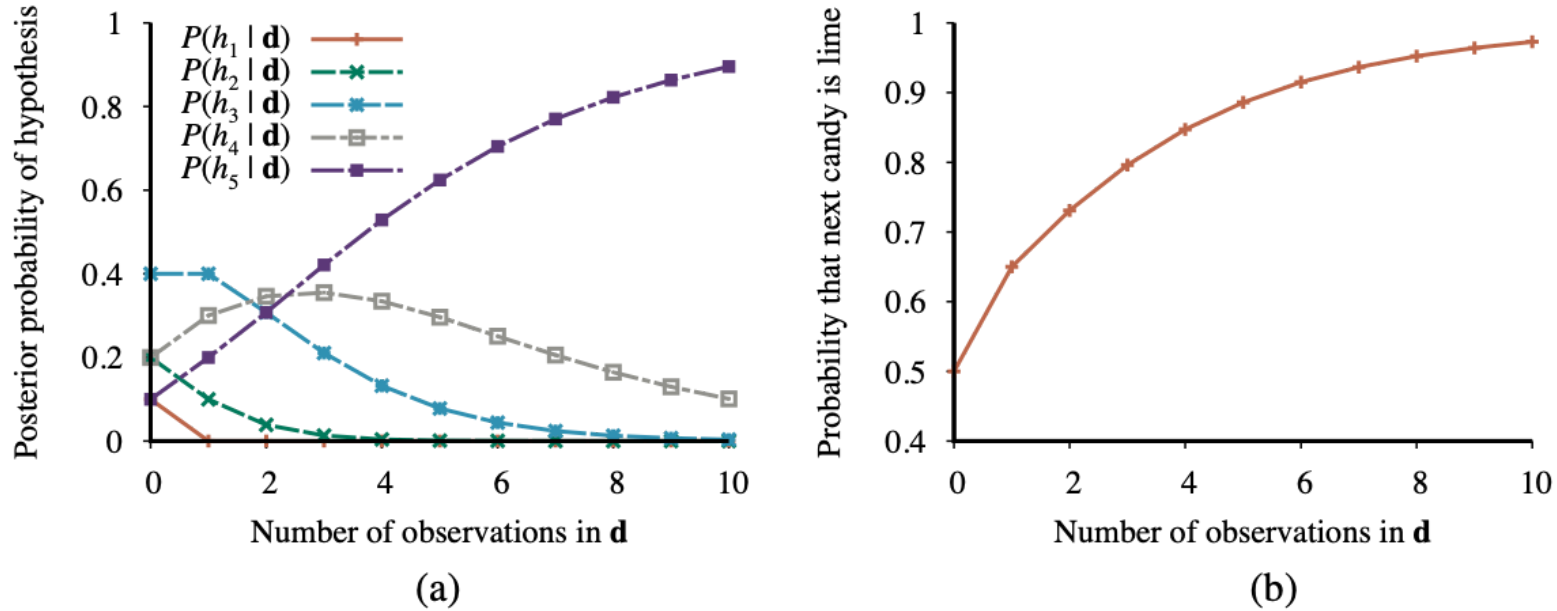 Posterior probability of hypothesis
1
0.8
0.6
0.4
0.2
0
P(h₁ | d)
P(h₂ | d)
P(h₃ | d)
P(h₄ | d)
P(h₅ | d)
0 2 4 6 8 10
Number of observations in d
(a)
Probability that next candy is lime
1
0.9
0.8
0.7
0.6
0.5
0.4
0 2 4 6 8 10
Number of observations in d
(b)